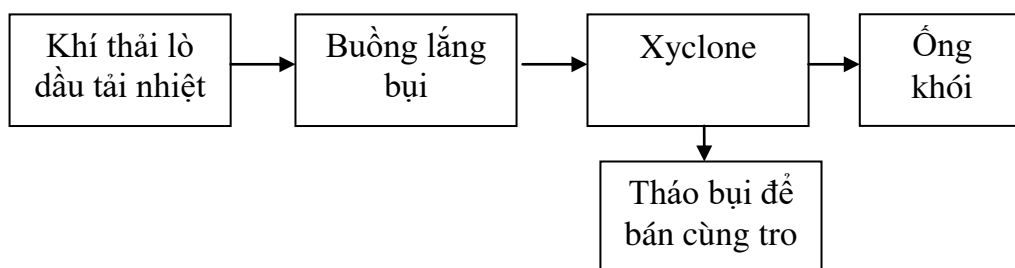 Khí thải lò
dầu tải nhiệt
Buồng lắng
bụi
Xyclone
Ống
khói
Tháo bụi để
bán cùng tro